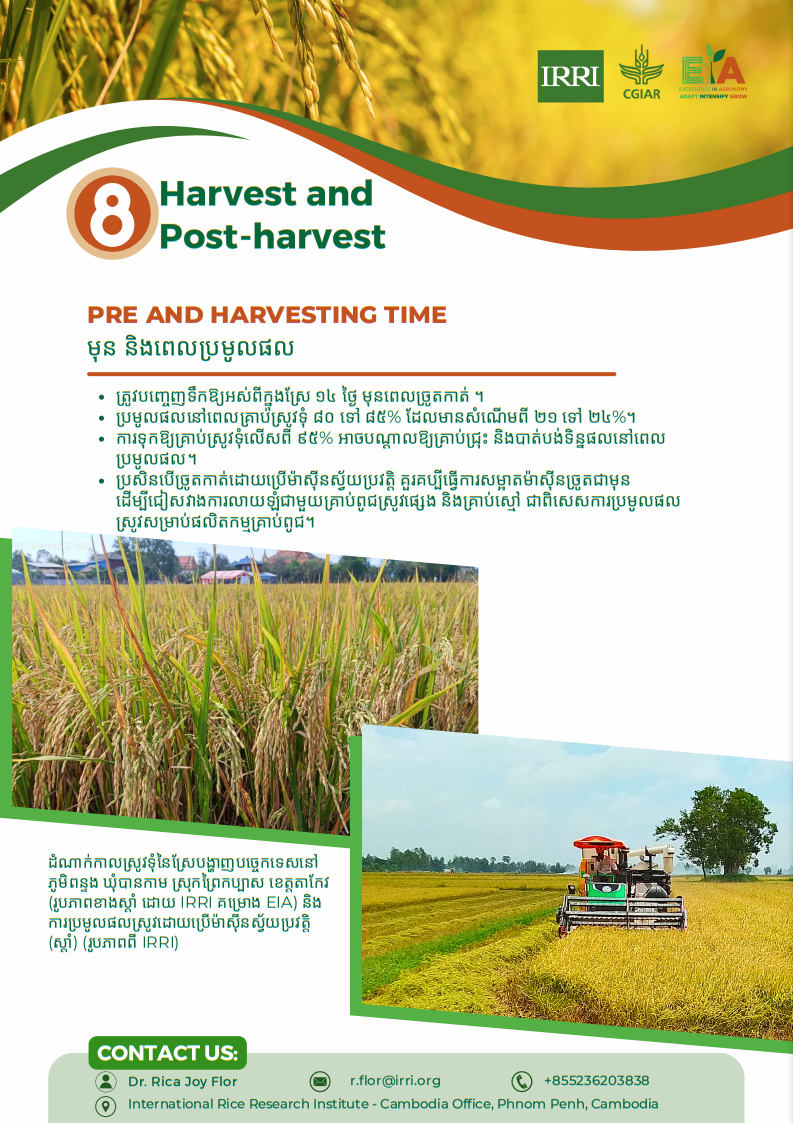 IRRI
CGIAR
EiA
EXCELLENCE IN AGRONOMY
ADAPT INTENSIFY GROW
8
Harvest and
Post-harvest
PRE AND HARVESTING TIME
មុន និងពេលប្រមូលផល
• ត្រូវបញ្ចេញទឹកឱ្យអស់ពីក្នុងស្រែ ១៤ ថ្ងៃ មុនពេលច្រូតកាត់ ។
• ប្រមូលផលនៅពេលគ្រាប់ស្រូវទុំ ៨០ ទៅ ៨៥% ដែលមានសំណើមពី ២១ ទៅ ២៤%។
• ការទុកឱ្យគ្រាប់ស្រូវទុំលើសពី ៩៥% អាចបណ្តាលឱ្យគ្រាប់ជ្រុះ និងបាត់បង់ទិន្នផលនៅពេល
ប្រមូលផល។
• ប្រសិនបើច្រូតកាត់ដោយប្រើម៉ាស៊ីនស្វ័យប្រវត្តិ គួរគប្បីធ្វើការសម្អាតម៉ាស៊ីនច្រូតជាមុន
ដើម្បីជៀសវាងការលាយឡំជាមួយគ្រាប់ពូជស្រូវផ្សេង និងគ្រាប់ស្មៅ ជាពិសេសការប្រមូលផល
ស្រូវសម្រាប់ផលិតកម្មគ្រាប់ពូជ។
ដំណាក់កាលស្រូវទុំនៃស្រែបង្ហាញបច្ចេកទេសនៅ
ភូមិពន្ទង ឃុំបានកាម ស្រុកព្រៃកប្បាស ខេត្តតាកែវ
(រូបភាពខាងស្តាំ ដោយ IRRI គម្រោង EIA) និង
ការប្រមូលផលស្រូវដោយប្រើម៉ាស៊ីនស្វ័យប្រវត្តិ
(ស្តាំ) (រូបភាពពី IRRI)
CONTACT US:
Dr. Rica Joy Flor
r.flor@irri.org
+855236203838
International Rice Research Institute - Cambodia Office, Phnom Penh, Cambodia